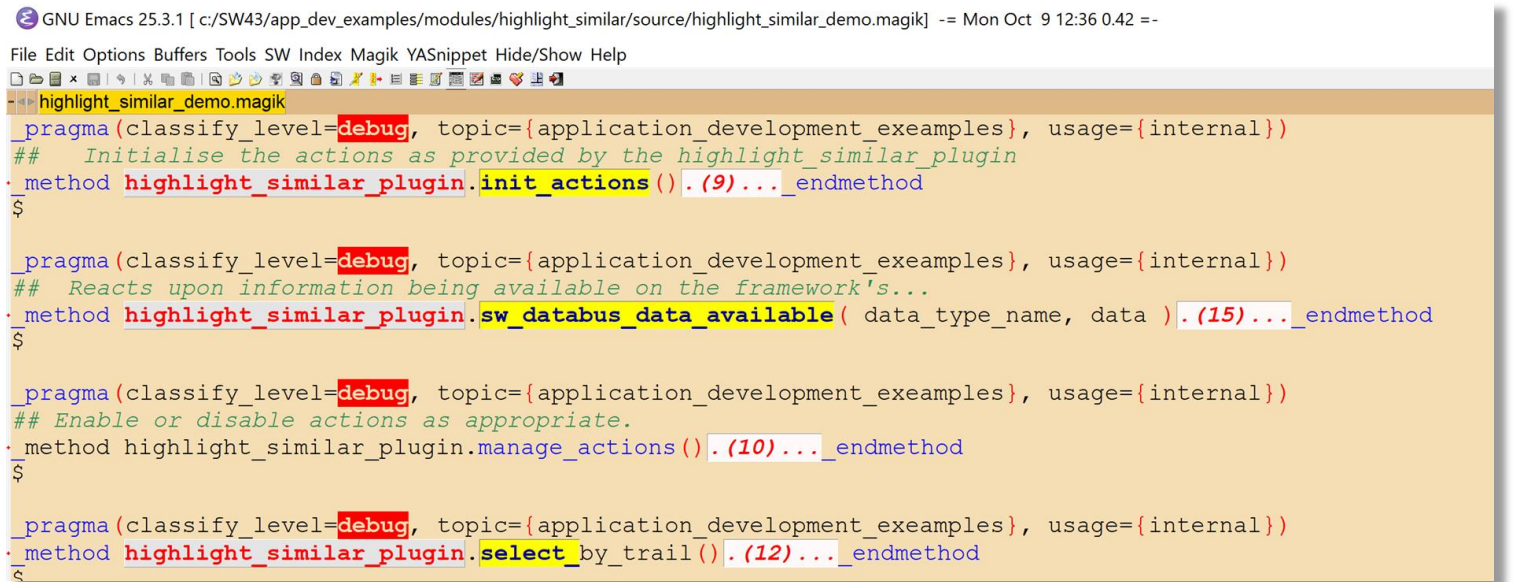 GNU Emacs 25.3.1 [ c:/SW43/app_dev_examples/modules/highlight_similar/source/highlight_similar_demo.magik] -= Mon Oct 9 12:36 0.42 =-
File Edit Options Buffers Tools SW Index Magik YASnippet Hide/Show Help
highlight_similar_demo.magik
_pragma(classify_level=debug, topic={application_development_exeamples}, usage={internal})
##   Initialise the actions as provided by the highlight_similar_plugin
_method highlight_similar_plugin.init_actions().(9)..._endmethod
$
_pragma(classify_level=debug, topic={application_development_exeamples}, usage={internal})
##  Reacts upon information being available on the framework's...
_method highlight_similar_plugin.sw_databus_data_available( data_type_name, data ).(15)..._endmethod
$
_pragma(classify_level=debug, topic={application_development_exeamples}, usage={internal})
## Enable or disable actions as appropriate.
_method highlight_similar_plugin.manage_actions().(10)..._endmethod
$
_pragma(classify_level=debug, topic={application_development_exeamples}, usage={internal})
_method highlight_similar_plugin.select_by_trail().(12)..._endmethod
$